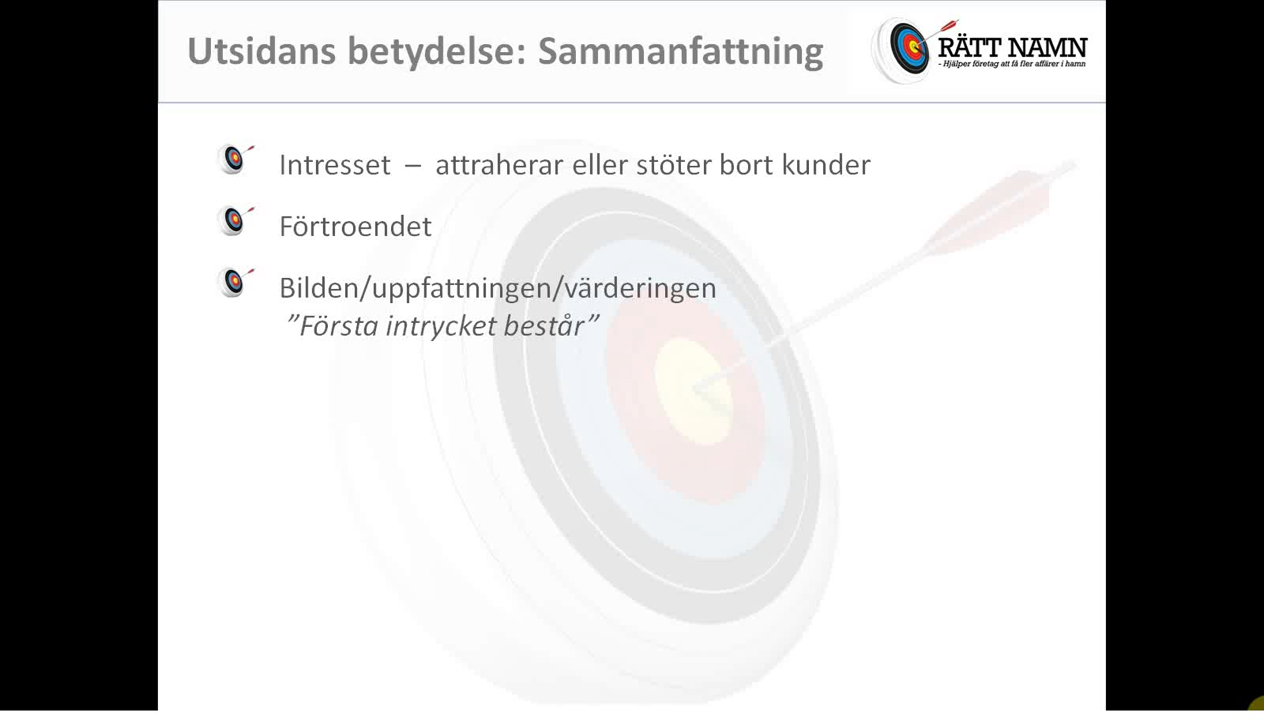 Utsidans betydelse: Sammanfattning
RÄTT NAMN
- Hjälper företag att få fler affärer i hamn
Intresset – attraherar eller stöter bort kunder
Förtroendet
Bilden/uppfattningen/värderingen
”Första intrycket består”